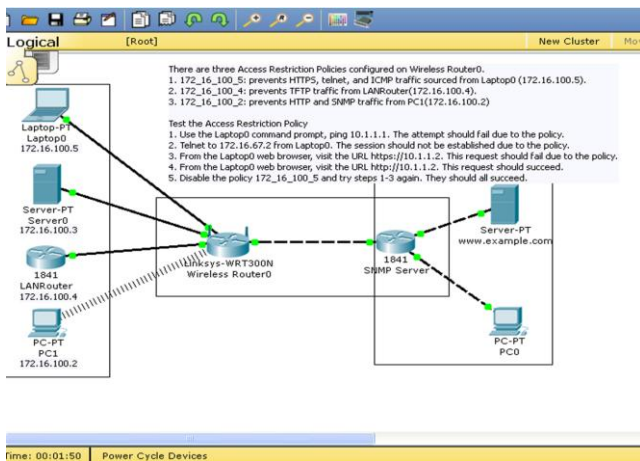 Logical
[Root]
New Cluster
Mov
There are three Access Restriction Policies configured on Wireless Router0.
1. 172_16_100_5: prevents HTTPS, telnet, and ICMP traffic sourced from Laptop0 (172.16.100.5).
2. 172_16_100_4: prevents TFTP traffic from LANRouter(172.16.100.4).
3. 172_16_100_2: prevents HTTP and SNMP traffic from PC1(172.16.100.2)
Test the Access Restriction Policy
1. Use the Laptop0 command prompt, ping 10.1.1.1. The attempt should fail due to the policy.
2. Telnet to 172.16.67.2 from Laptop0. The session should not be established due to the policy.
3. From the Laptop0 web browser, visit the URL https://10.1.1.2. This request should fail due to the policy.
4. From the Laptop0 web browser, visit the URL http://10.1.1.2. This request should succeed.
5. Disable the policy 172_16_100_5 and try steps 1-3 again. They should all succeed.
Laptop-PT
Laptop0
172.16.100.5
Server-PT
Server0
172.16.100.3
1841
LANRouter
172.16.100.4
PC-PT
PC1
172.16.100.2
Linksys-WRT300N
Wireless Router0
1841
SNMP Server
Server-PT
www.example.com
PC-PT
PC0
Time: 00:01:50
Power Cycle Devices